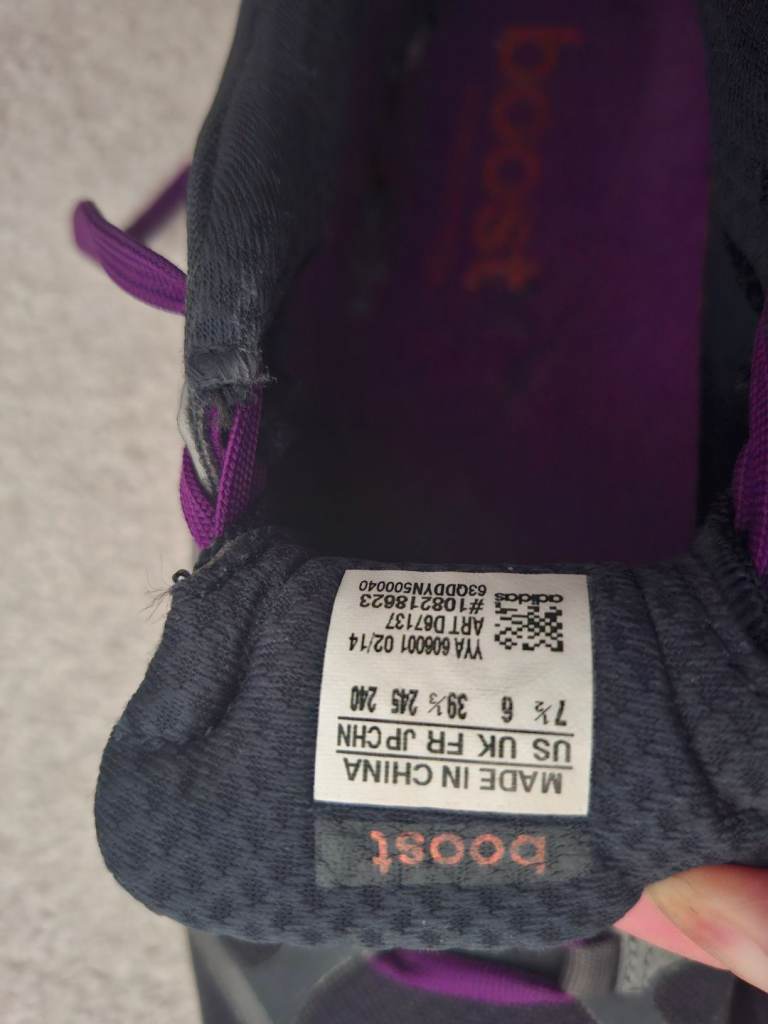 boost
boost
MADE IN CHINA
US UK FR JP CHN
7½ 6 39⅓ 245 240
YYA 606001 02/14
ART D67137
#108218623
63QDDYN500040
adidas